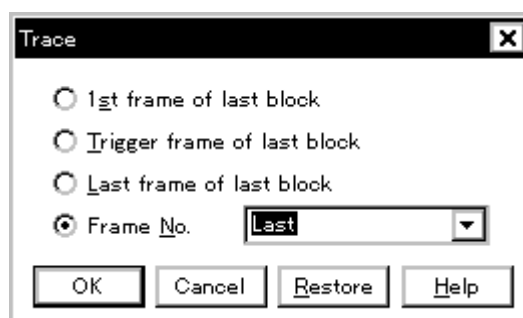 Trace
1st frame of last block
Trigger frame of last block
Last frame of last block
Frame No. Last
OK Cancel Restore Help